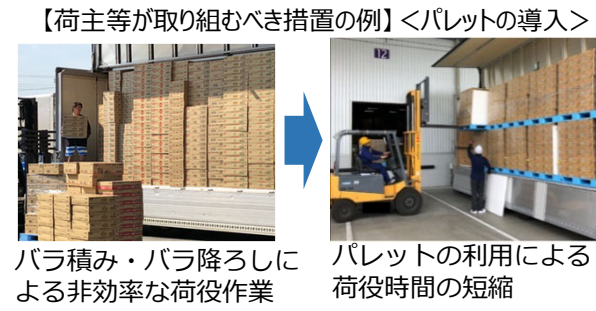 【荷主等が取り組むべき措置の例】＜パレットの導入＞
12
バラ積み・バラ降ろしに
よる非効率な荷役作業
パレットの利用による
荷役時間の短縮